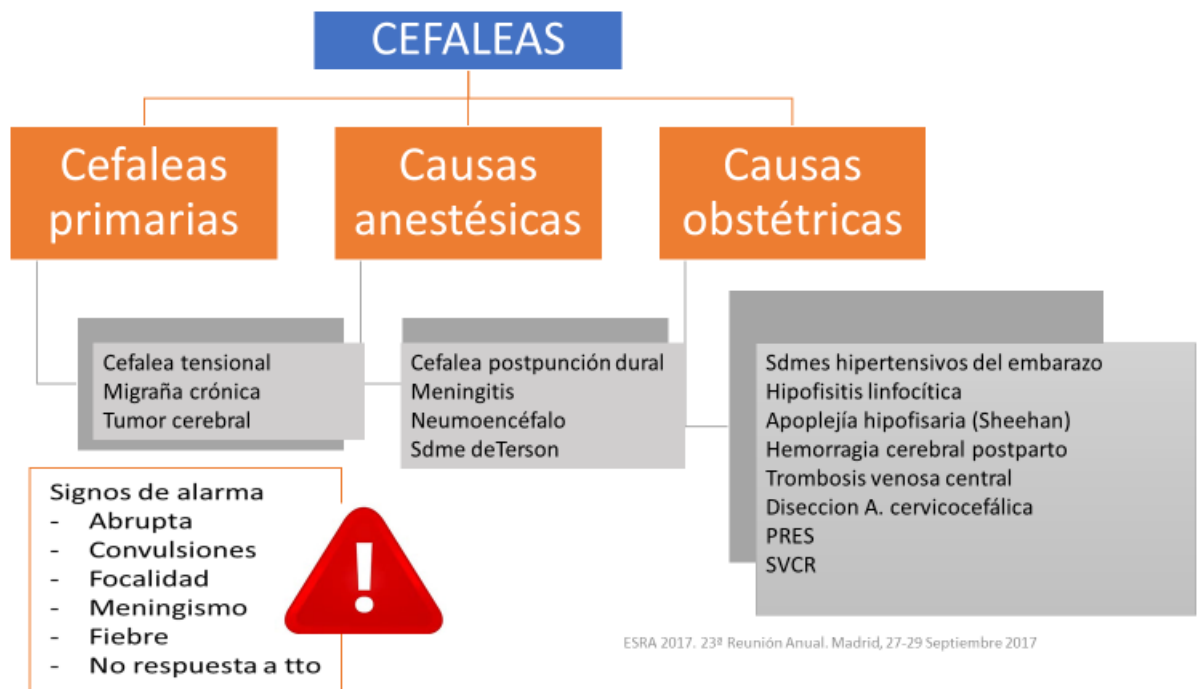 CEFALEAS
Cefaleas
primarias
Causas
anestésicas
Causas
obstétricas
Cefalea tensional
Migraña crónica
Tumor cerebral
Cefalea postpunción dural
Meningitis
Neumoencéfalo
Sdme deTerson
Sdmes hipertensivos del embarazo
Hipofisitis linfocítica
Apoplejía hipofisaria (Sheehan)
Hemorragia cerebral postparto
Trombosis venosa central
Diseccion A. cervicocefálica
PRES
SVCR
Signos de alarma
- Abrupta
- Convulsiones
- Focalidad
- Meningismo
- Fiebre
- No respuesta a tto
!
ESRA 2017. 23ª Reunión Anual. Madrid, 27-29 Septiembre 2017